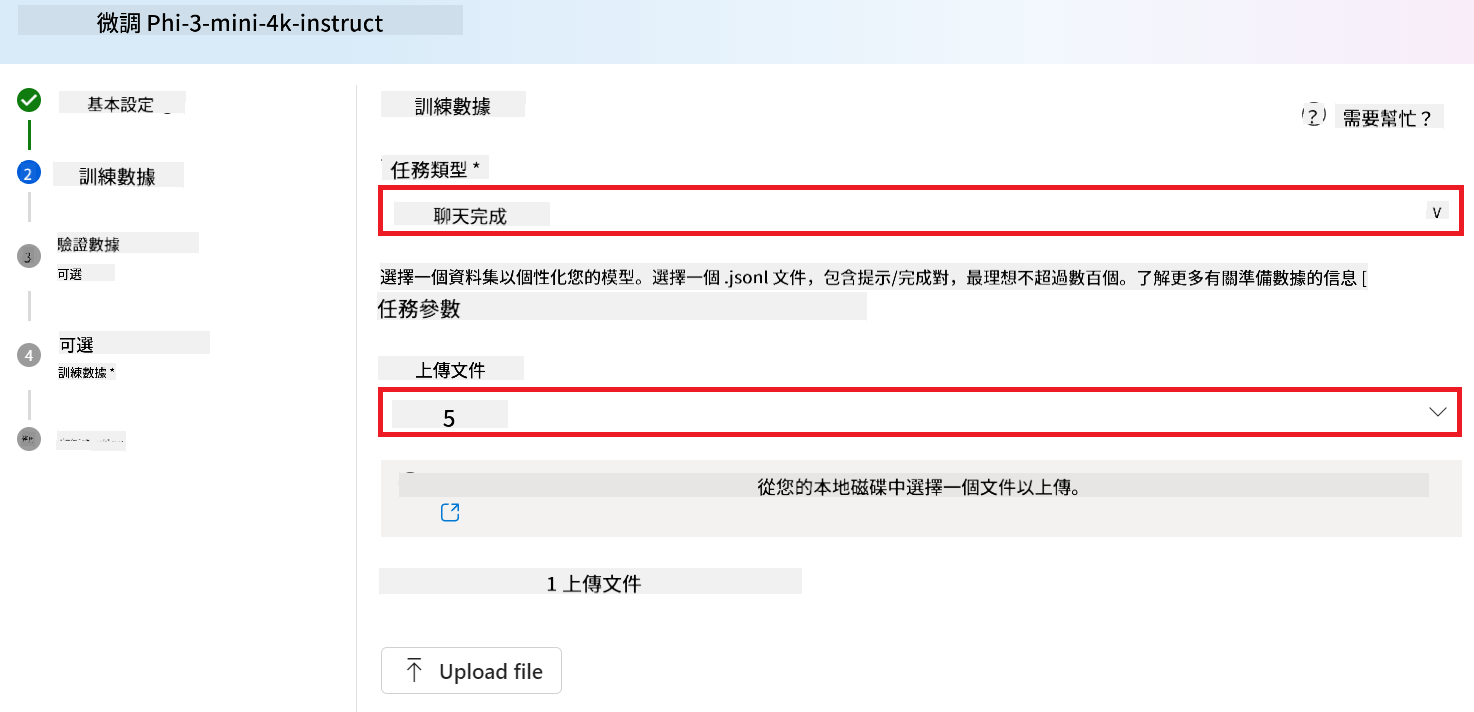 微調 Phi-3-mini-4k-instruct
基本設定
2
訓練數據
3
驗證數據
可選
4
可選
訓練數據 *
訓練數據
?
需要幫忙？
任務類型 *
聊天完成
V
選擇一個資料集以個性化您的模型。選擇一個 .jsonl 文件，包含提示/完成對，最理想不超過數百個。了解更多有關準備數據的信息 [
任務參數
上傳文件
5
從您的本地磁碟中選擇一個文件以上傳。
1 上傳文件
Upload file